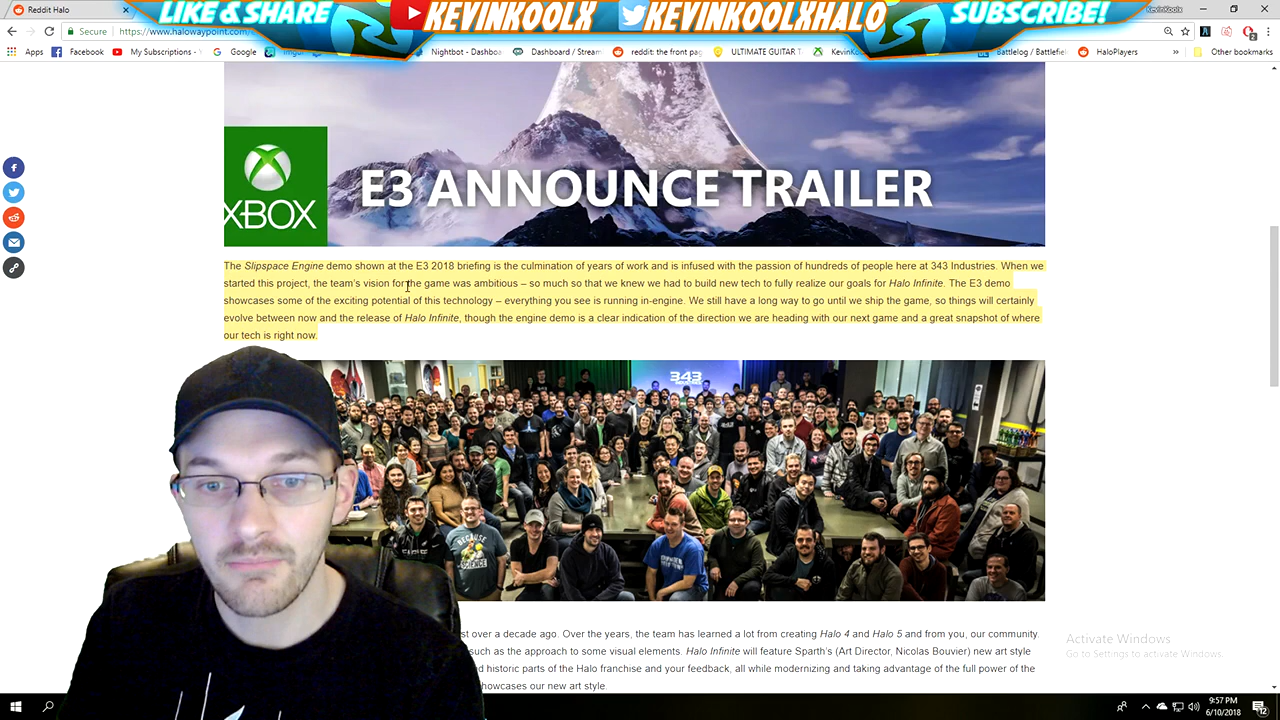 LIKE & SHARE
KEVINKOOLX
KEVINKOOLXHALO
SUBSCRIBE!
Reddit Halo
KevinKoolx
Secure
https://www.halowaypoint.com/
Apps
Facebook
My Subscriptions -
Google
Imgur
Nightbot - Dashboa
Dashboard / Stream
reddit: the front pag
ULTIMATE GUITAR T
KevinKo
Battlelog / Battlefiel
HaloPlayers
»
Other bookmarks
XBOX
E3 ANNOUNCE TRAILER
The Slipspace Engine demo shown at the E3 2018 briefing is the culmination of years of work and is infused with the passion of hundreds of people here at 343 Industries. When we
started this project, the team's vision for the game was ambitious – so much so that we knew we had to build new tech to fully realize our goals for Halo Infinite. The E3 demo
showcases some of the exciting potential of this technology – everything you see is running in-engine. We still have a long way to go until we ship the game, so things will certainly
evolve between now and the release of Halo Infinite, though the engine demo is a clear indication of the direction we are heading with our next game and a great snapshot of where
our tech is right now.
343
INDUSTRIES
BECAUSE
SCIENCE
st over a decade ago. Over the years, the team has learned a lot from creating Halo 4 and Halo 5 and from you, our community.
such as the approach to some visual elements. Halo Infinite will feature Sparth's (Art Director, Nicolas Bouvier) new art style
d historic parts of the Halo franchise and your feedback, all while modernizing and taking advantage of the full power of the
showcases our new art style.
Activate Windows
Go to Settings to activate Windows.
9:57 PM
6/10/2018
12